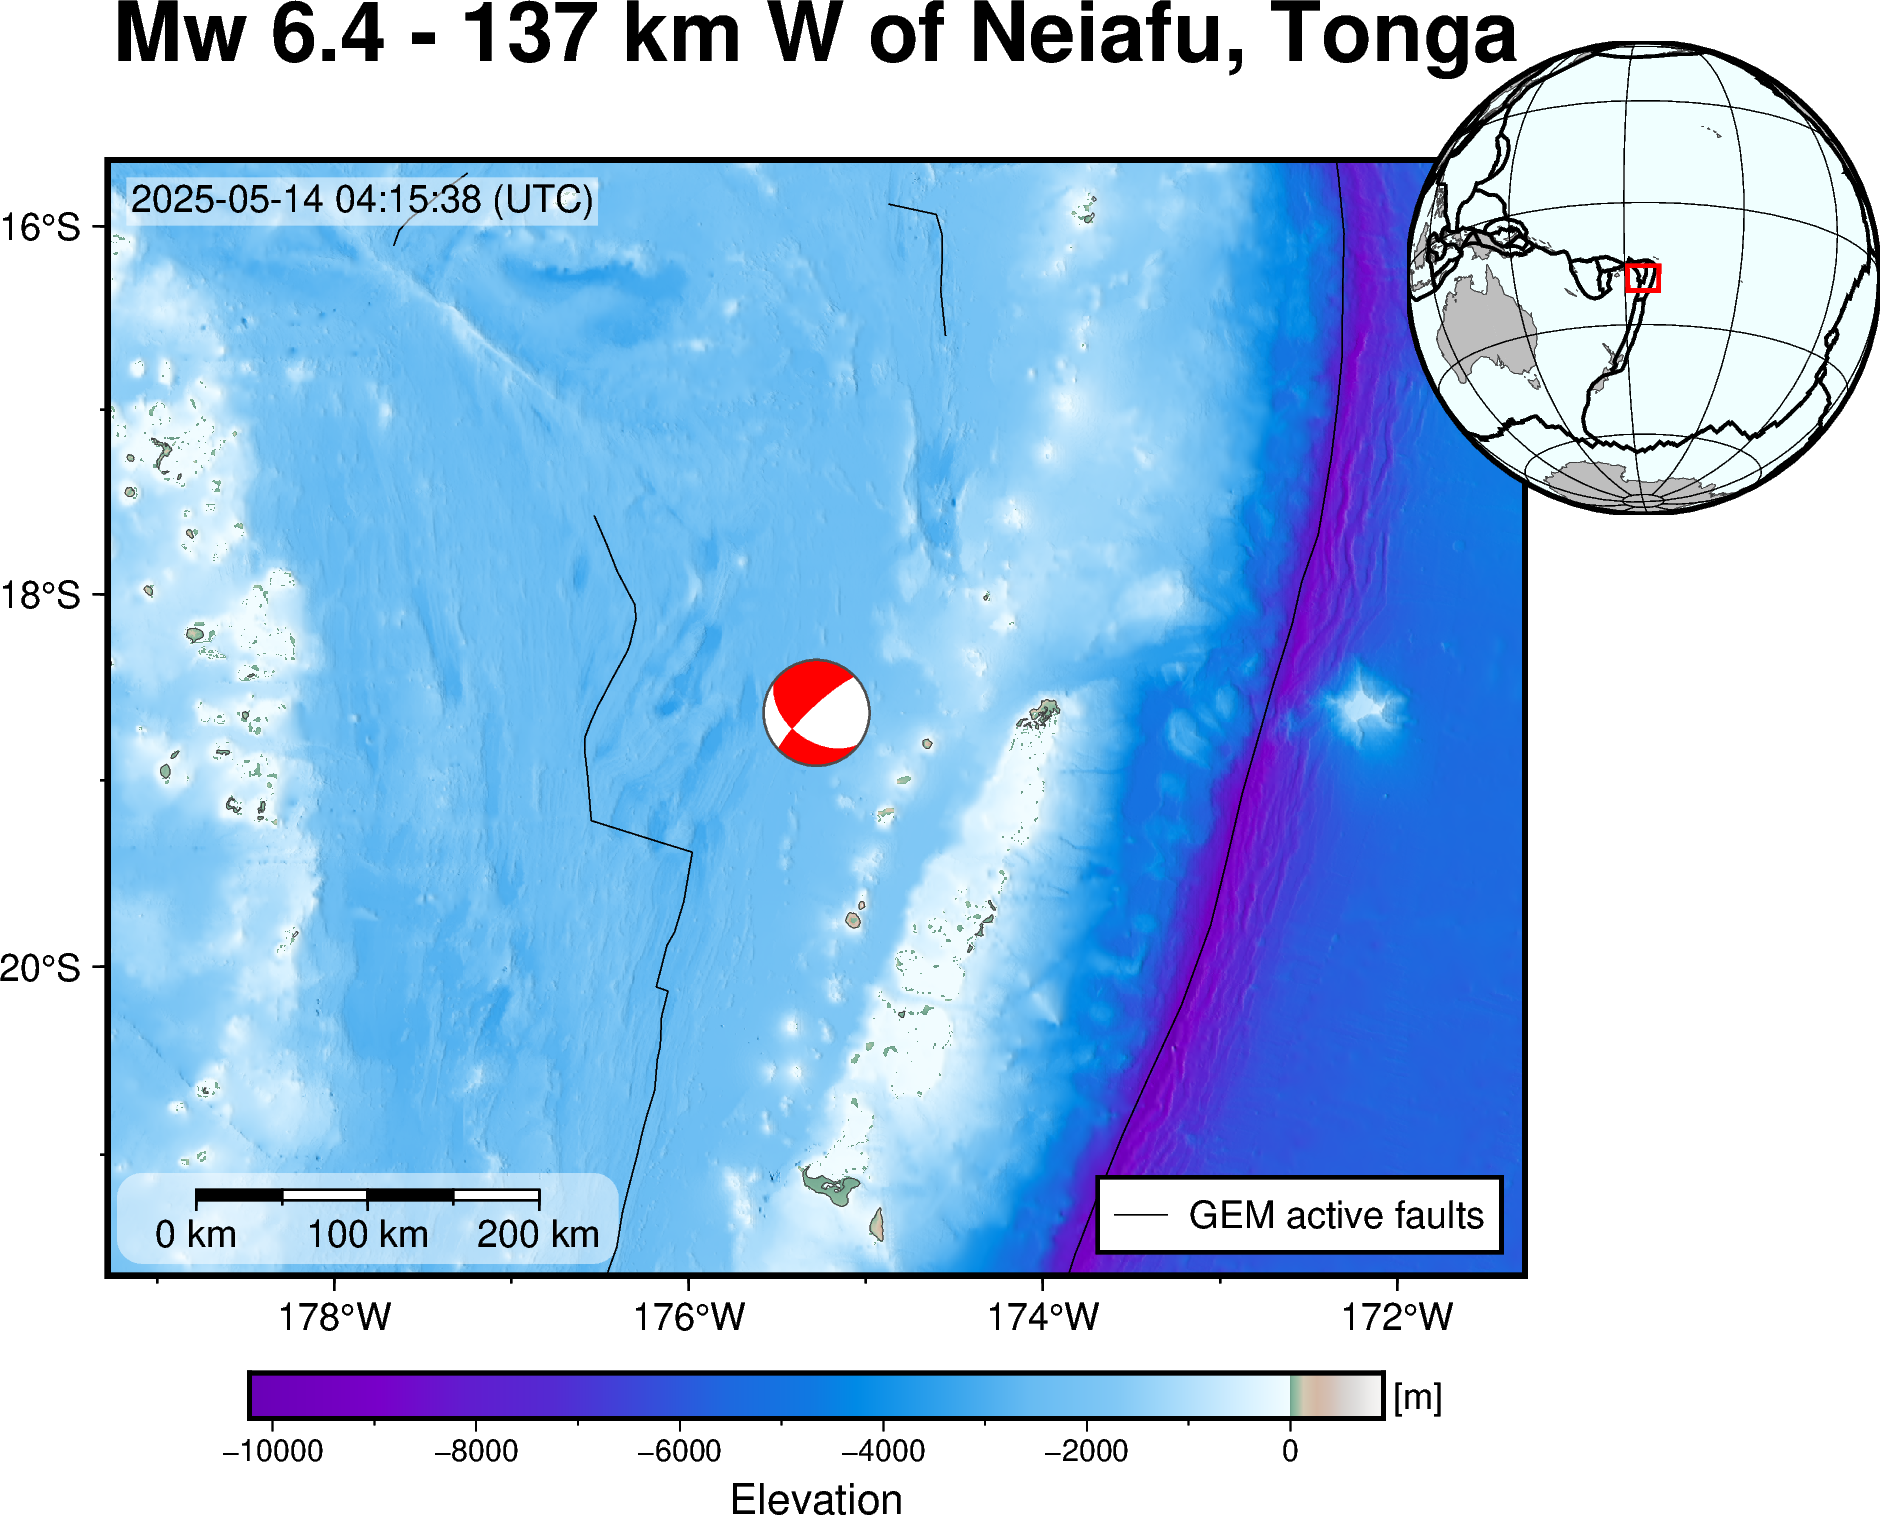 Mw 6.4 - 137 km W of Neiafu, Tonga
2025-05-14 04:15:38 (UTC)
16°S
18°S
20°S
0 km 100 km 200 km
GEM active faults
178°W 176°W 174°W 172°W
[m]
−10000 −8000 −6000 −4000 −2000 0
Elevation